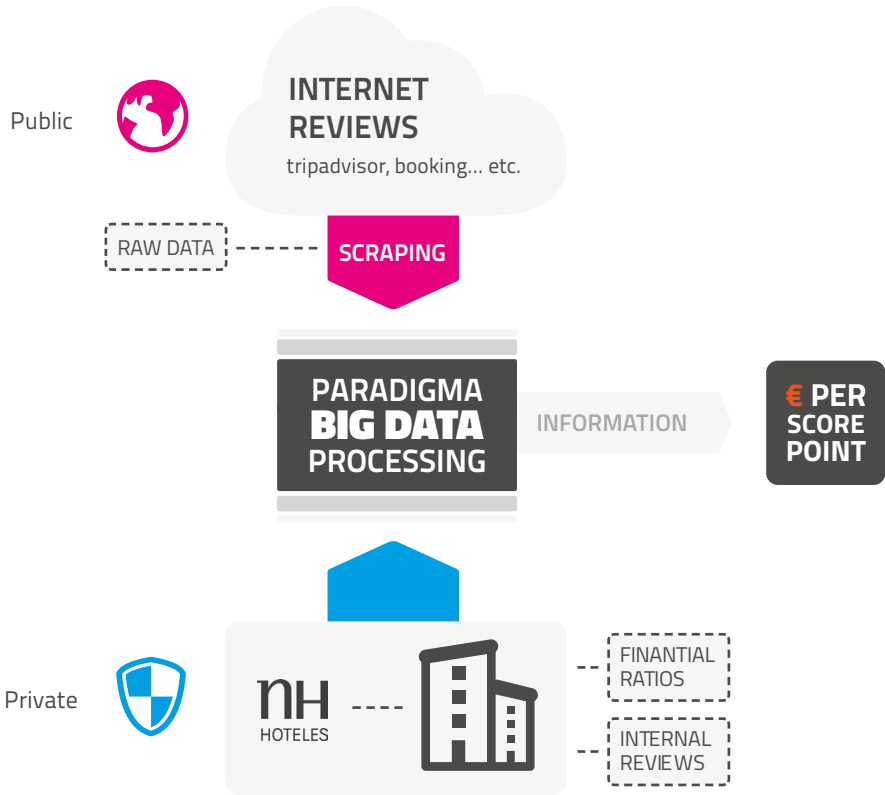 INTERNET
REVIEWS
tripadvisor, booking... etc.
Public
RAW DATA
SCRAPING
PARADIGMA
BIG DATA
PROCESSING
INFORMATION
€ PER
SCORE
POINT
Private
nH
HOTELES
FINANTIAL
RATIOS
INTERNAL
REVIEWS